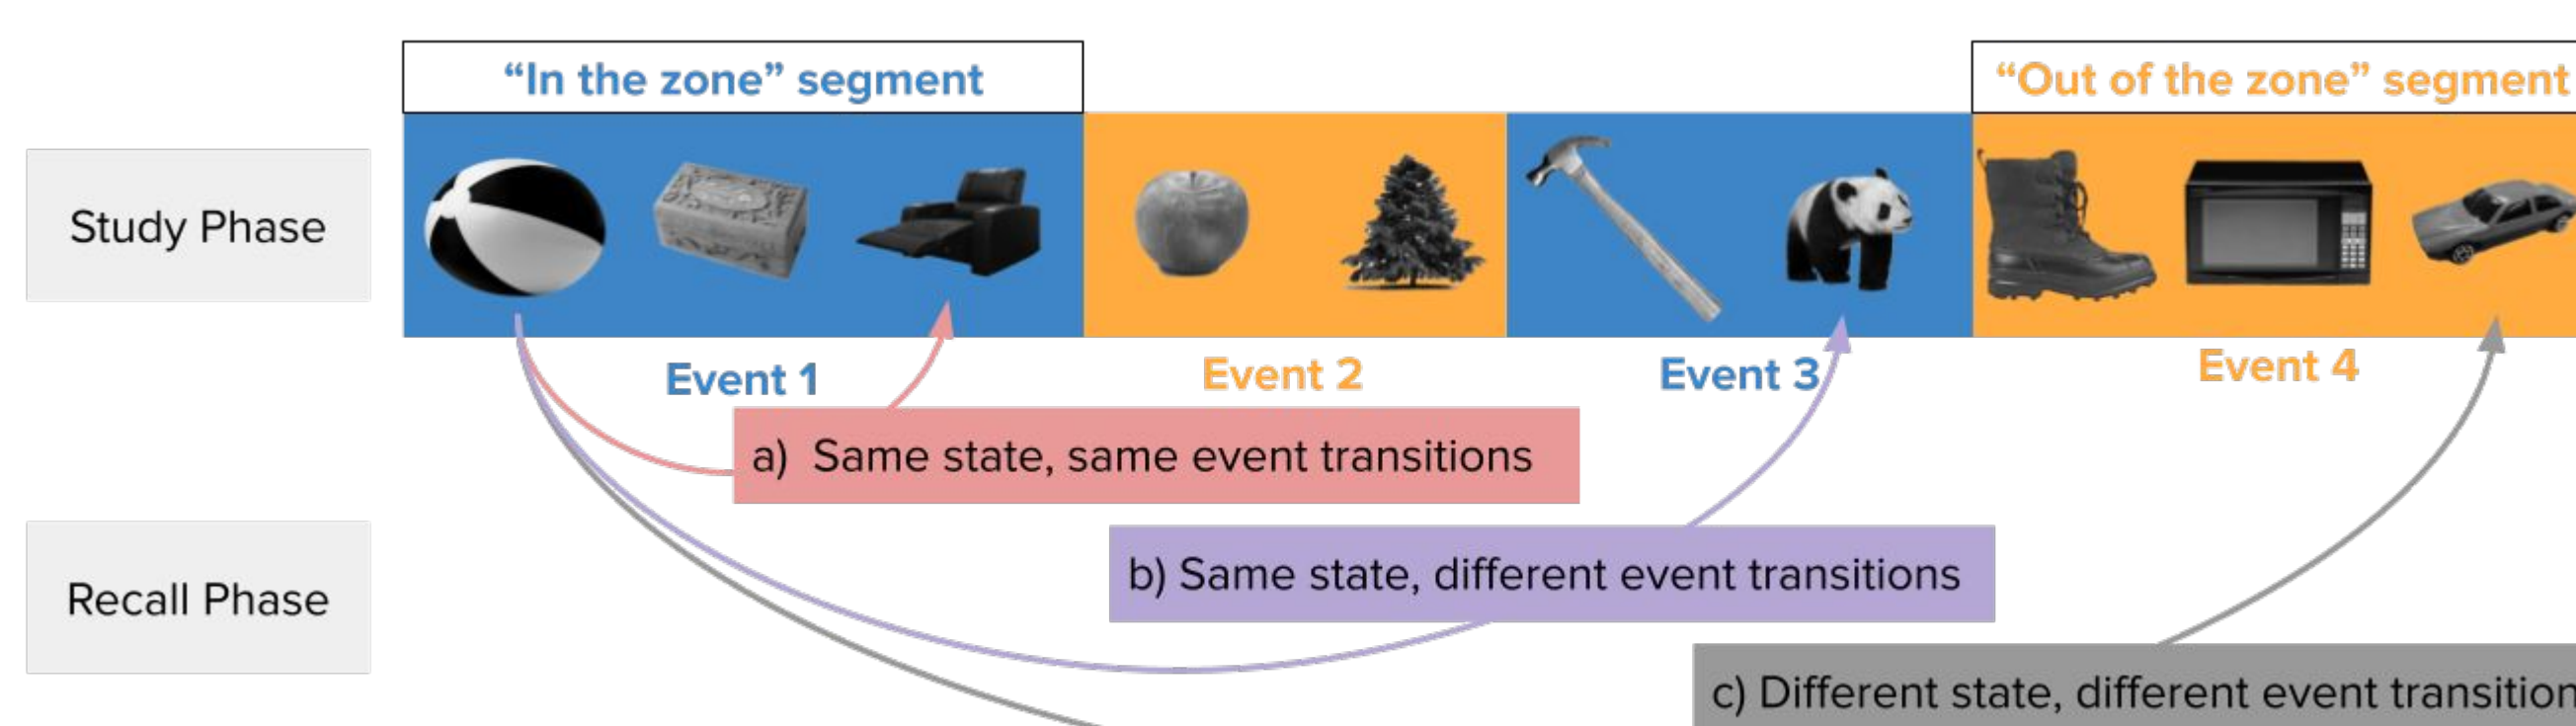 “In the zone” segment
“Out of the zone” segment
Study Phase
Event 1
Event 2
Event 3
Event 4
a) Same state, same event transitions
b) Same state, different event transitions
Recall Phase
c) Different state, different event transition